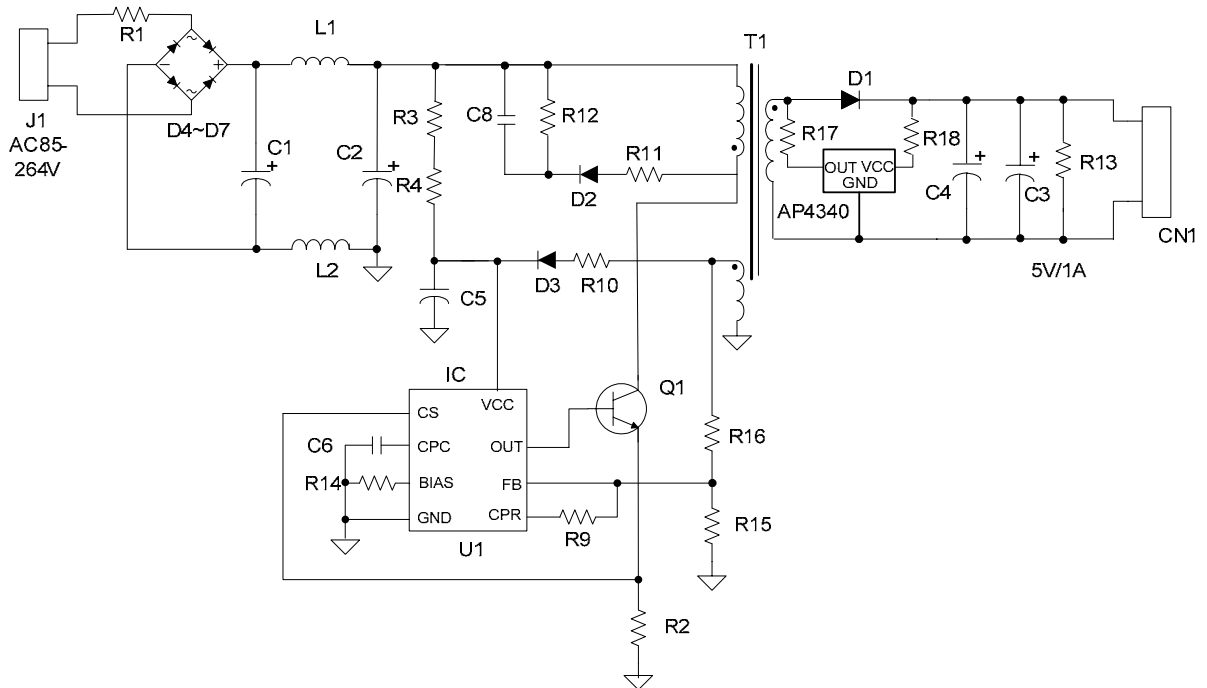 J1
AC85-
264V
R1
~
-
+
~
D4~D7
L1
C1
+
C2
+
L2
R3
R4
C8
R12
D2
R11
T1
D3
R10
C5
D1
R17
R18
OUT VCC
GND
AP4340
C4
+
C3
+
R13
CN1
5V/1A
IC
VCC
CS
CPC
OUT
BIAS
FB
GND
CPR
U1
C6
R14
Q1
R16
R9
R15
R2